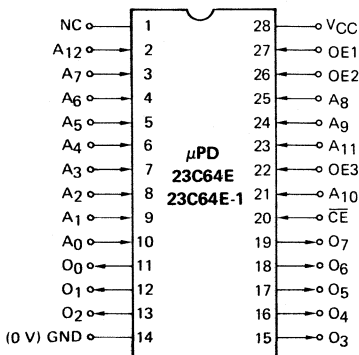 NC 1 28 VCC
A12 2 27 OE1
A7 3 26 OE2
A6 4 25 A8
A5 5 24 A9
A4 6 μPD 23 A11
A3 7 23C64E 22 OE3
A2 8 23C64E-1 21 A10
A1 9 20 C̅E̅
A0 10 19 O7
O0 11 18 O6
O1 12 17 O5
O2 13 16 O4
(0 V) GND 14 15 O3